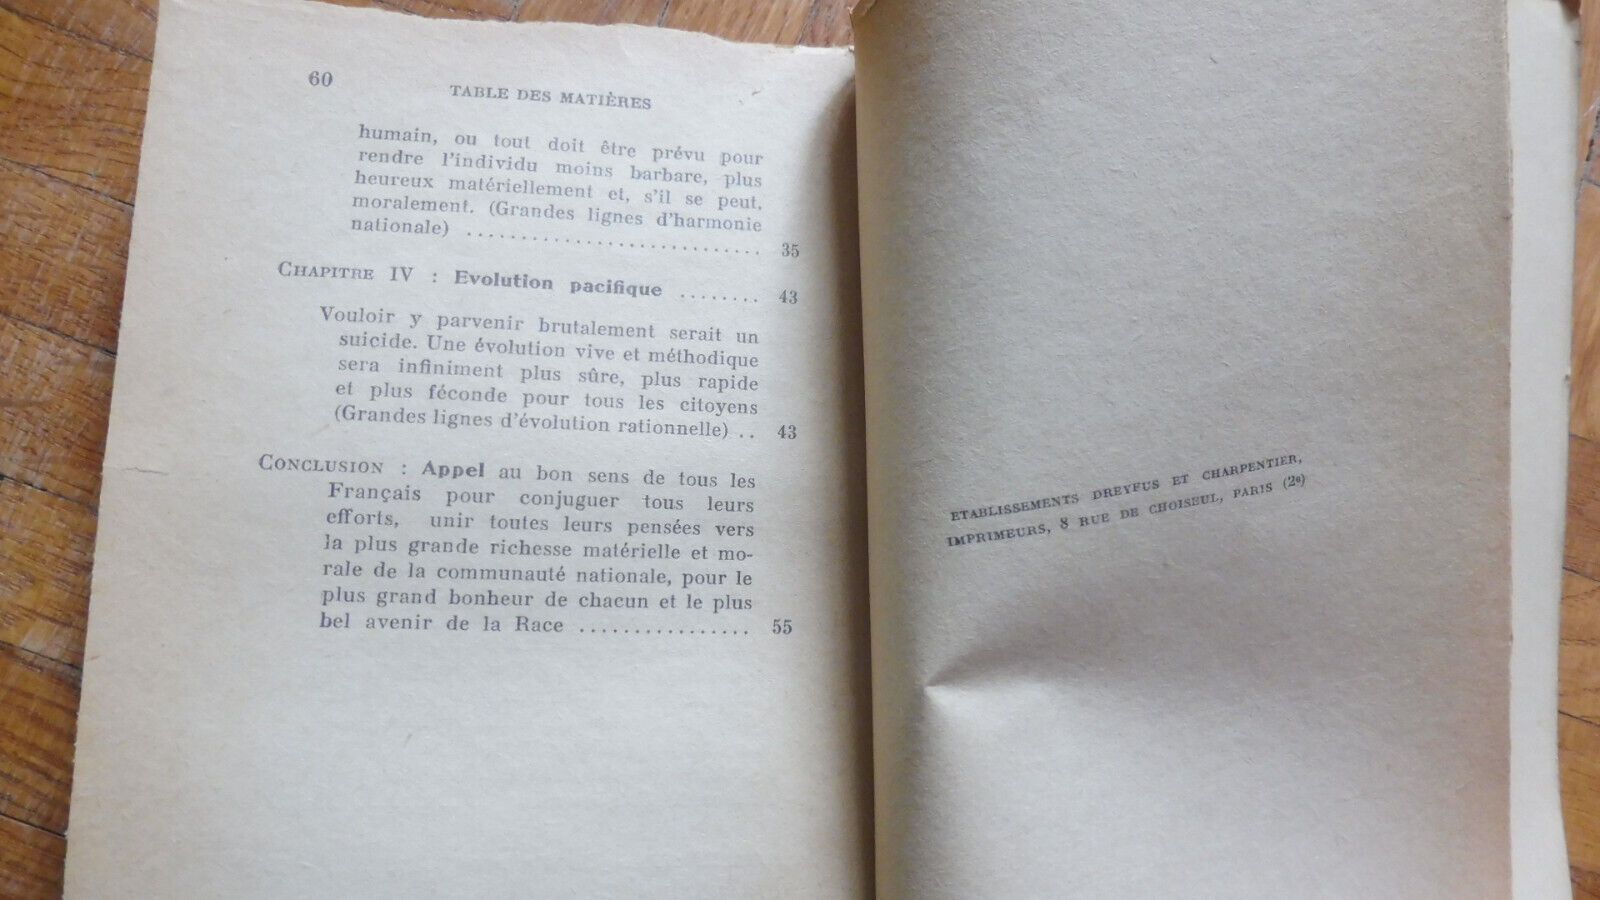 60
TABLE DES MATIÈRES
humain, ou tout doit être prévu pour
rendre l'individu moins barbare, plus
heureux matériellement et, s'il se peut,
moralement. (Grandes lignes d'harmonie
nationale) ............................ 35
CHAPITRE IV : Evolution pacifique ........ 43
Vouloir y parvenir brutalement serait un
suicide. Une évolution vive et méthodique
sera infiniment plus sûre, plus rapide
et plus féconde pour tous les citoyens
(Grandes lignes d'évolution rationnelle) .. 43
CONCLUSION : Appel au bon sens de tous les
Français pour conjuguer tous leurs
efforts, unir toutes leurs pensées vers
la plus grande richesse matérielle et mo-
rale de la communauté nationale, pour le
plus grand bonheur de chacun et le plus
bel avenir de la Race ................ 55
ETABLISSEMENTS DREYFUS ET CHARPENTIER,
IMPRIMEURS, 8 RUE DE CHOISEUL, PARIS (2e)